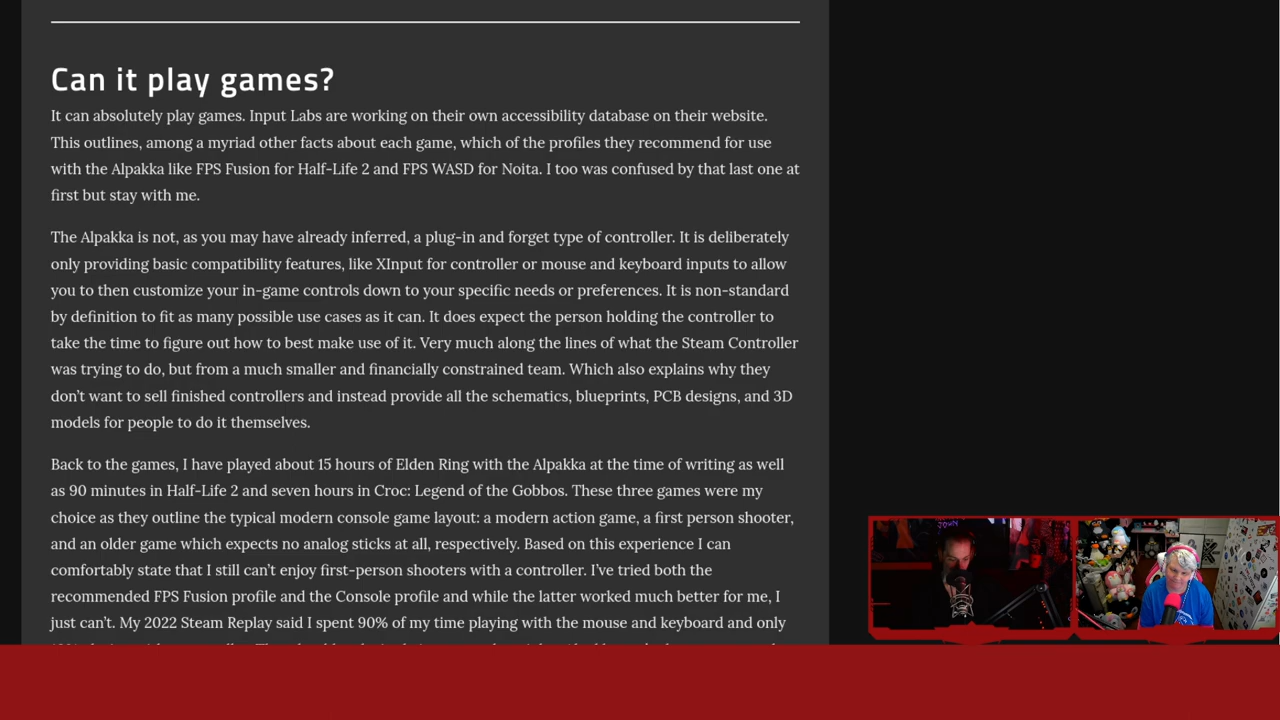 Can it play games?
It can absolutely play games. Input Labs are working on their own accessibility database on their website.
This outlines, among a myriad other facts about each game, which of the profiles they recommend for use
with the Alpakka like FPS Fusion for Half-Life 2 and FPS WASD for Noita. I too was confused by that last one at
first but stay with me.
The Alpakka is not, as you may have already inferred, a plug-in and forget type of controller. It is deliberately
only providing basic compatibility features, like XInput for controller or mouse and keyboard inputs to allow
you to then customize your in-game controls down to your specific needs or preferences. It is non-standard
by definition to fit as many possible use cases as it can. It does expect the person holding the controller to
take the time to figure out how to best make use of it. Very much along the lines of what the Steam Controller
was trying to do, but from a much smaller and financially constrained team. Which also explains why they
don't want to sell finished controllers and instead provide all the schematics, blueprints, PCB designs, and 3D
models for people to do it themselves.
Back to the games, I have played about 15 hours of Elden Ring with the Alpakka at the time of writing as well
as 90 minutes in Half-Life 2 and seven hours in Croc: Legend of the Gobbos. These three games were my
choice as they outline the typical modern console game layout: a modern action game, a first person shooter,
and an older game which expects no analog sticks at all, respectively. Based on this experience I can
comfortably state that I still can't enjoy first-person shooters with a controller. I've tried both the
recommended FPS Fusion profile and the Console profile and while the latter worked much better for me, I
just can't. My 2022 Steam Replay said I spent 90% of my time playing with the mouse and keyboard and only